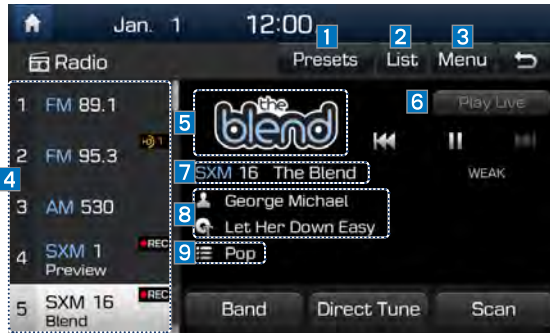 Jan. 1 12:00
1 2 3
Radio Presets List Menu
6 Play Live
4
1 FM 89.1
2 FM 95.3
3 AM 530
4 SXM 1 REC
Preview
5 SXM 16 REC
Blend
5 the
blend
WEAK
7 SXM 16 The Blend
8 George Michael
Let Her Down Easy
9 Pop
Band Direct Tune Scan